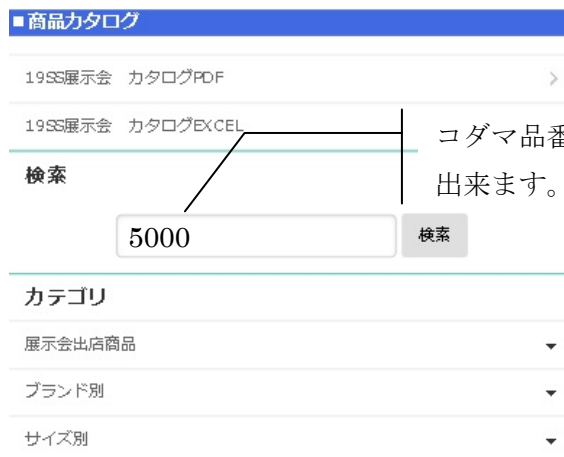 ■商品カタログ
19SS展示会 カタログPDF
19SS展示会 カタログEXCEL
コダマ品番
出来ます。
検索
5000
検索
カテゴリ
展示会出店商品
ブランド別
サイズ別